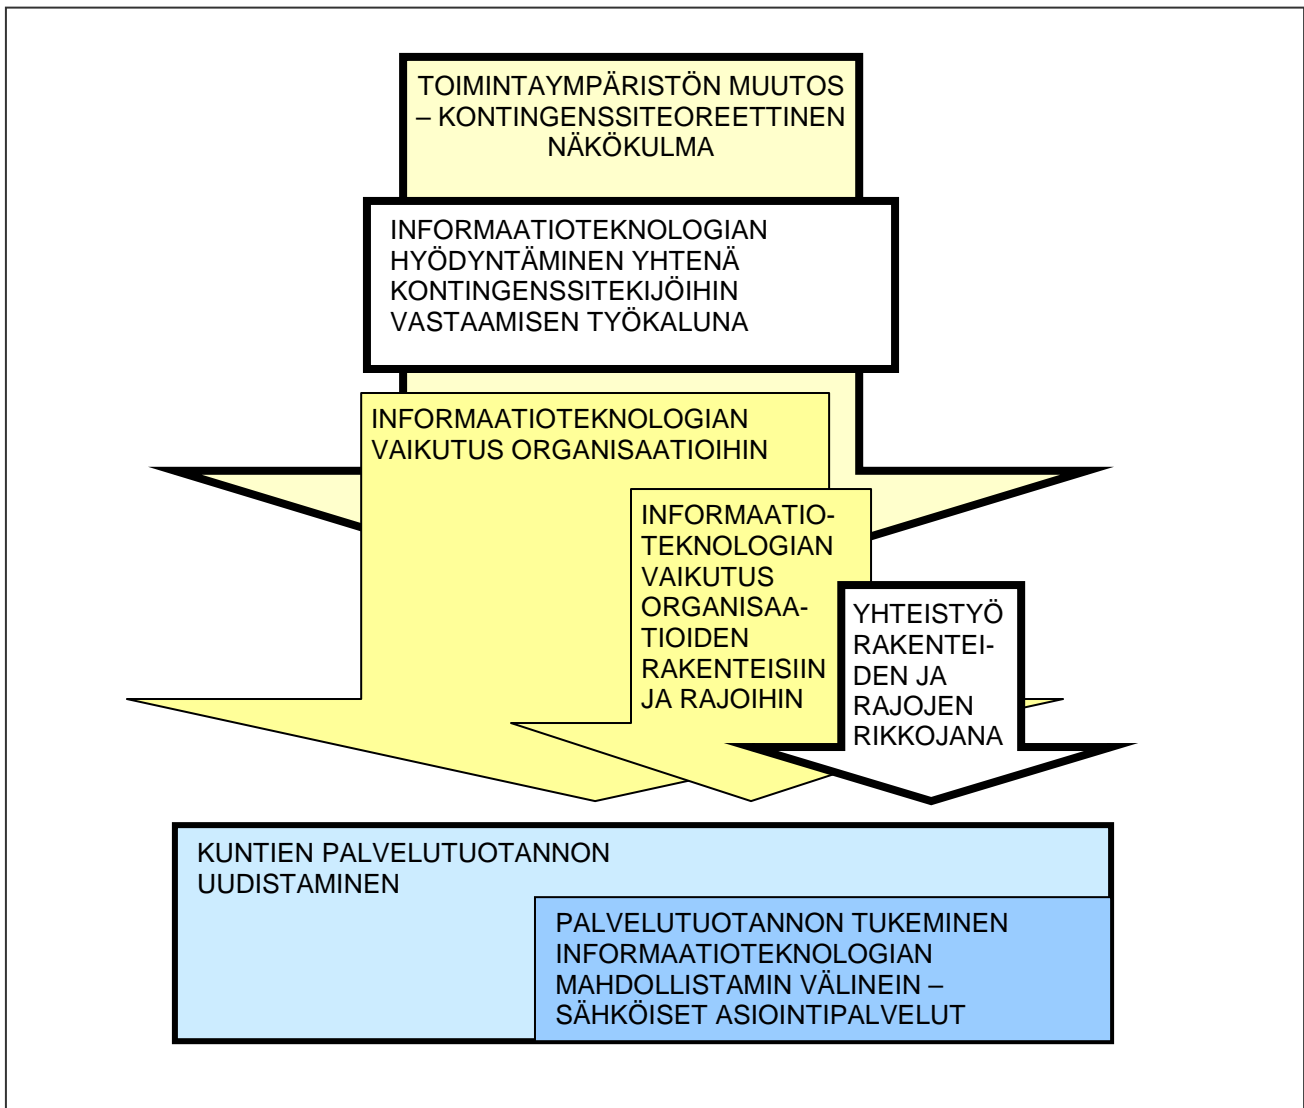 TOIMINTAYMPÄRISTÖN MUUTOS
– KONTINGENSSITEOREETTINEN
NÄKÖKULMA
INFORMAATIOTEKNOLOGIAN
HYÖDYNTÄMINEN YHTENÄ
KONTINGENSSITEKIJÖIHIN
VASTAAMISEN TYÖKALUNA
INFORMAATIOTEKNOLOGIAN
VAIKUTUS ORGANISAATIOIHIN
INFORMAATIO-
TEKNOLOGIAN
VAIKUTUS
ORGANISAA-
TIOIDEN
RAKENTEISIIN
JA RAJOIHIN
YHTEISTYÖ
RAKENTEI-
DEN JA
RAJOJEN
RIKKOJANA
KUNTIEN PALVELUTUOTANNON
UUDISTAMINEN
PALVELUTUOTANNON TUKEMINEN
INFORMAATIOTEKNOLOGIAN
MAHDOLLISTAMIN VÄLINEIN –
SÄHKÖISET ASIOINTIPALVELUT